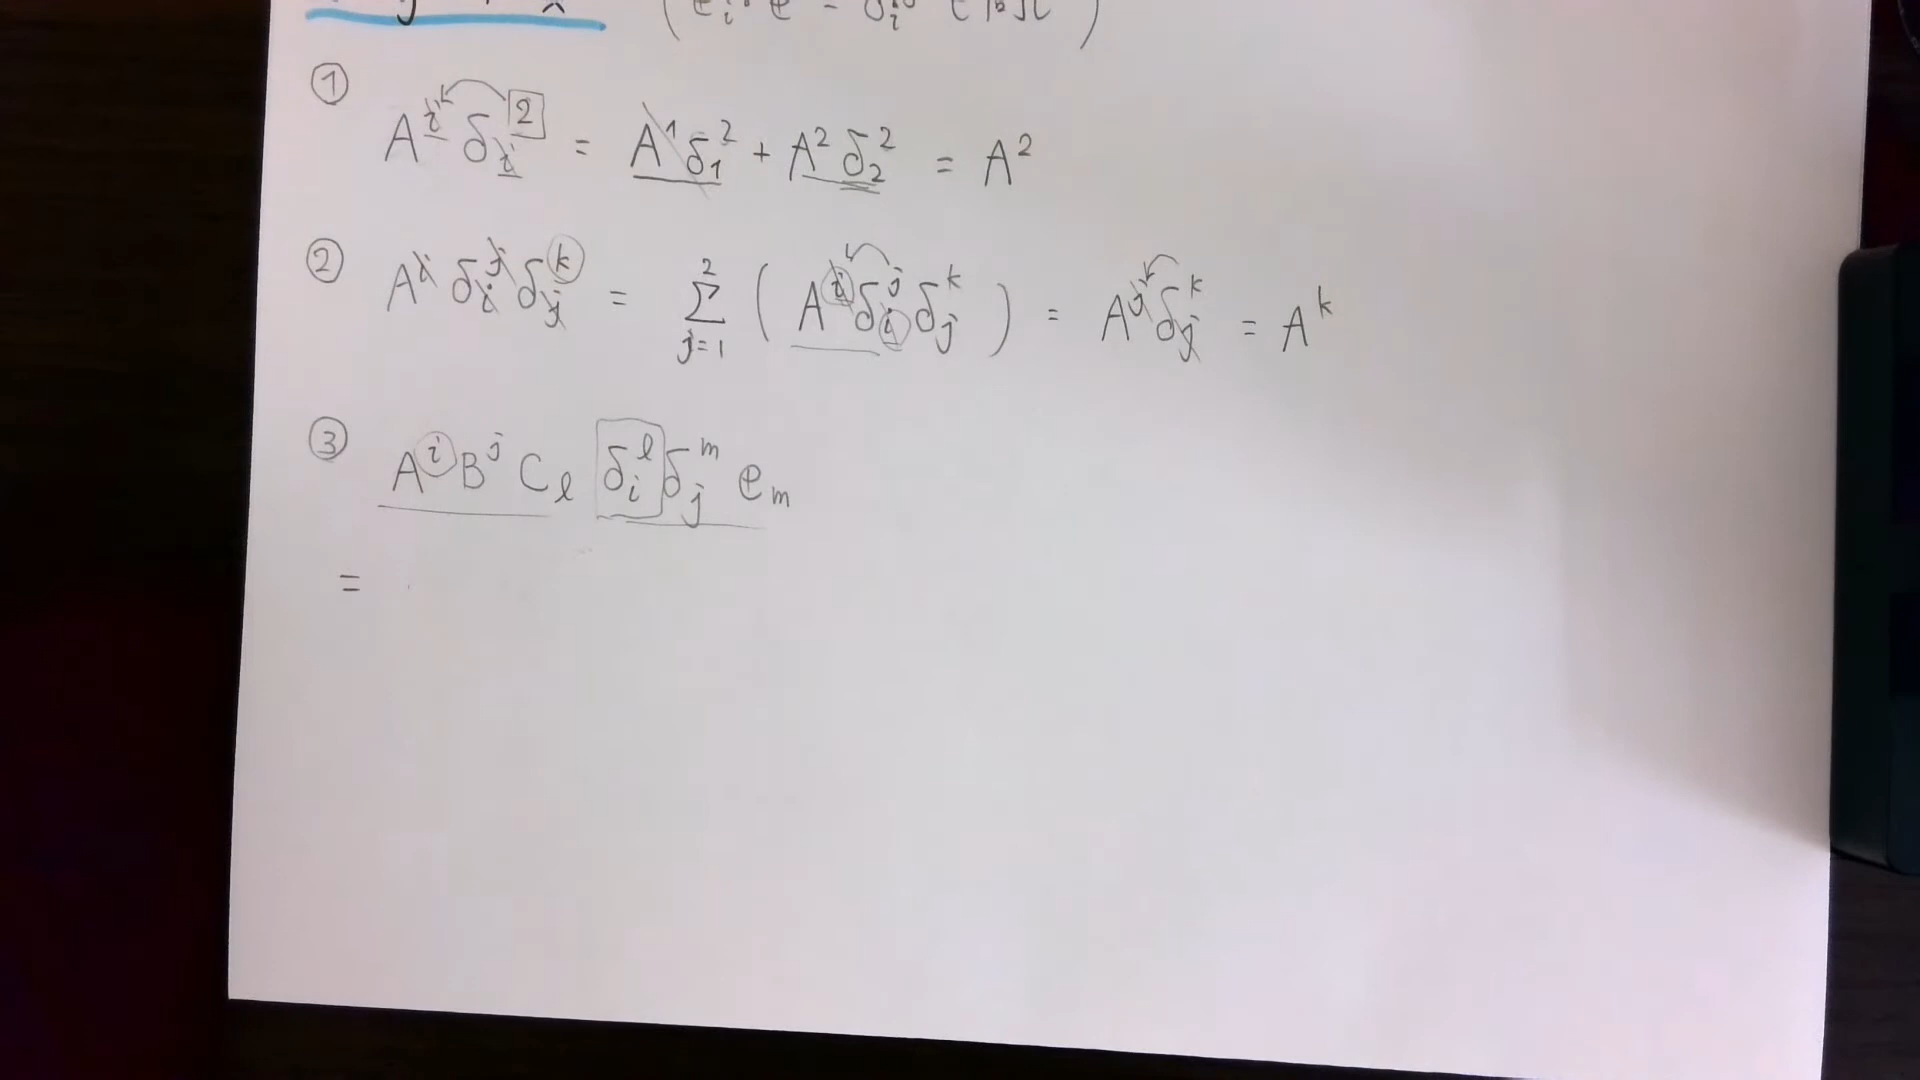 ①
A^i δ_i^2 = A^1 δ_1^2 + A^2 δ_2^2 = A^2
② A^i δ_i^j δ_j^k = Σ_{j=1}^{2} ( A^i δ_i^j δ_j^k ) = A^j δ_j^k = A^k
③ A^i B^j C_ℓ δ_i^ℓ δ_j^m e_m
=